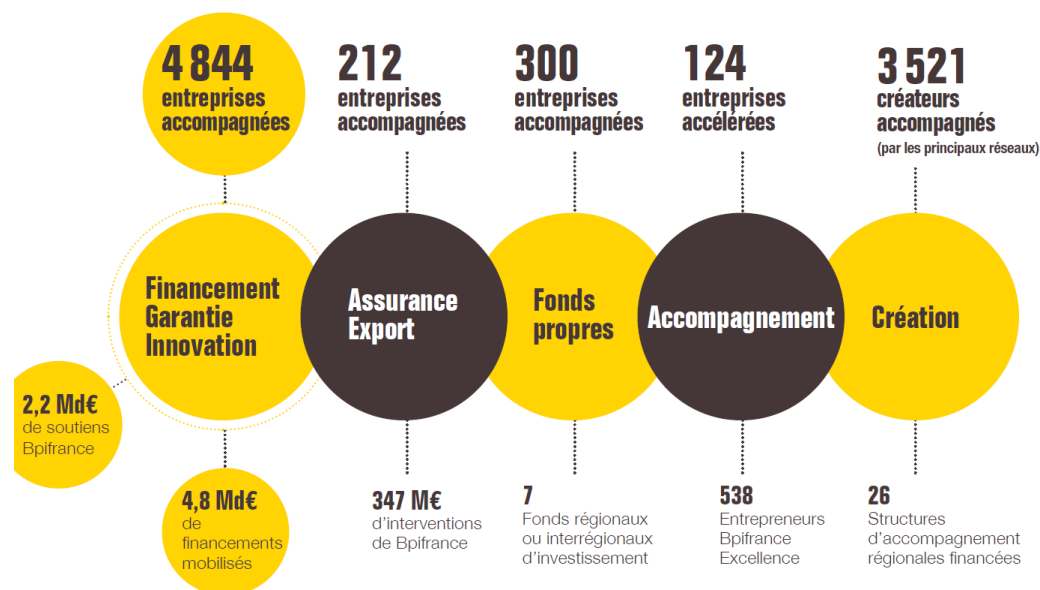 4 844
entreprises
accompagnées
212
entreprises
accompagnées
300
entreprises
accompagnées
124
entreprises
accélérées
3 521
créateurs
accompagnés
(par les principaux réseaux)
Financement
Garantie
Innovation
Assurance
Export
Fonds
propres
Accompagnement
Création
2,2 Md€
de soutiens
Bpifrance
4,8 Md€
de
financements
mobilisés
347 M€
d'interventions
de Bpifrance
7
Fonds régionaux
ou interrégionaux
d'investissement
538
Entrepreneurs
Bpifrance
Excellence
26
Structures
d'accompagnement
régionales financées